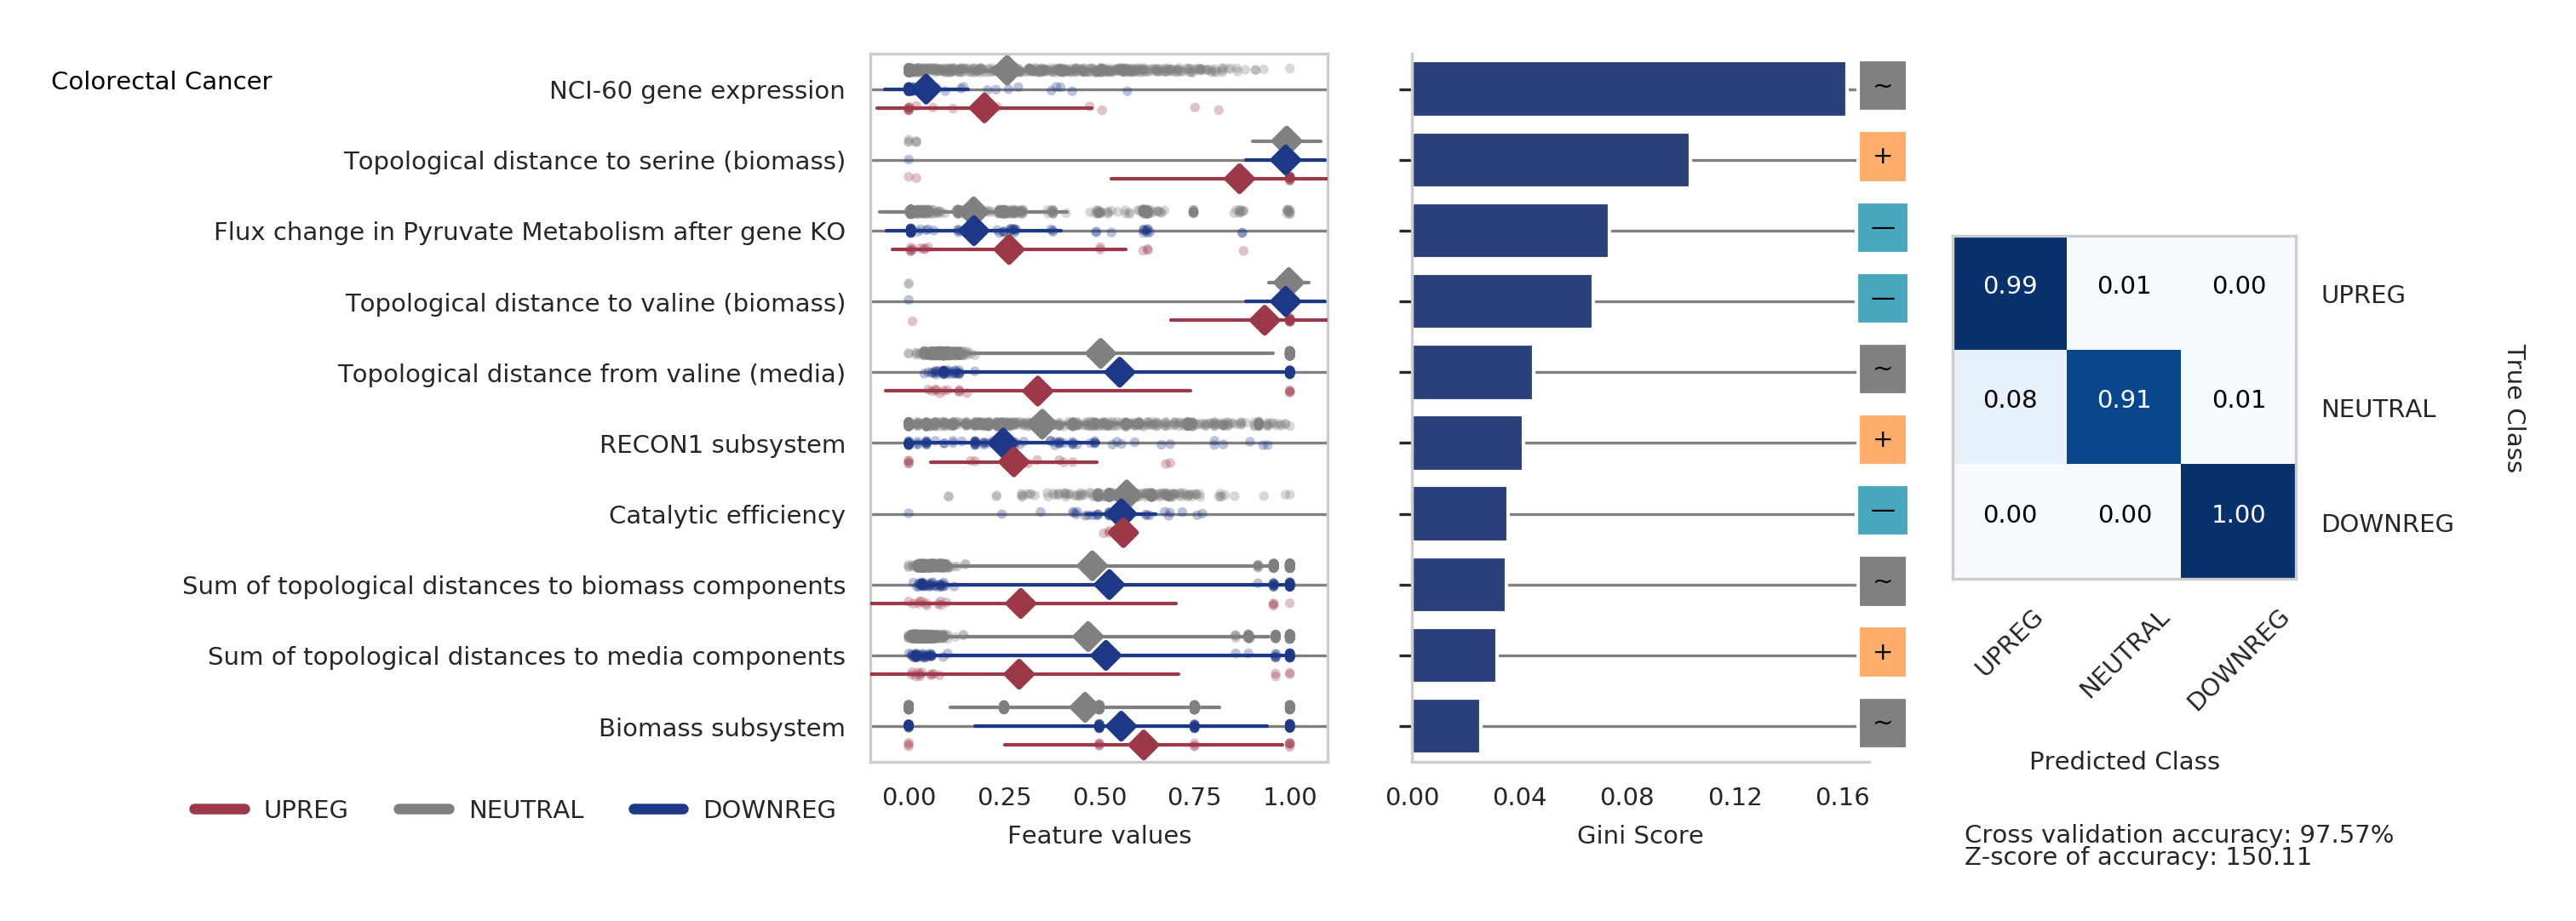 Colorectal Cancer
NCI-60 gene expression
~
Topological distance to serine (biomass)
+
Flux change in Pyruvate Metabolism after gene KO
—
Topological distance to valine (biomass)
—
Topological distance from valine (media)
~
RECON1 subsystem
+
Catalytic efficiency
—
Sum of topological distances to biomass components
~
Sum of topological distances to media components
+
Biomass subsystem
~
0.00 0.25 0.50 0.75 1.00
Feature values
UPREG NEUTRAL DOWNREG
0.00 0.04 0.08 0.12 0.16
Gini Score
0.99 0.01 0.00 UPREG
0.08 0.91 0.01 NEUTRAL
0.00 0.00 1.00 DOWNREG
True Class
UPREG NEUTRAL DOWNREG
Predicted Class
Cross validation accuracy: 97.57%
Z-score of accuracy: 150.11